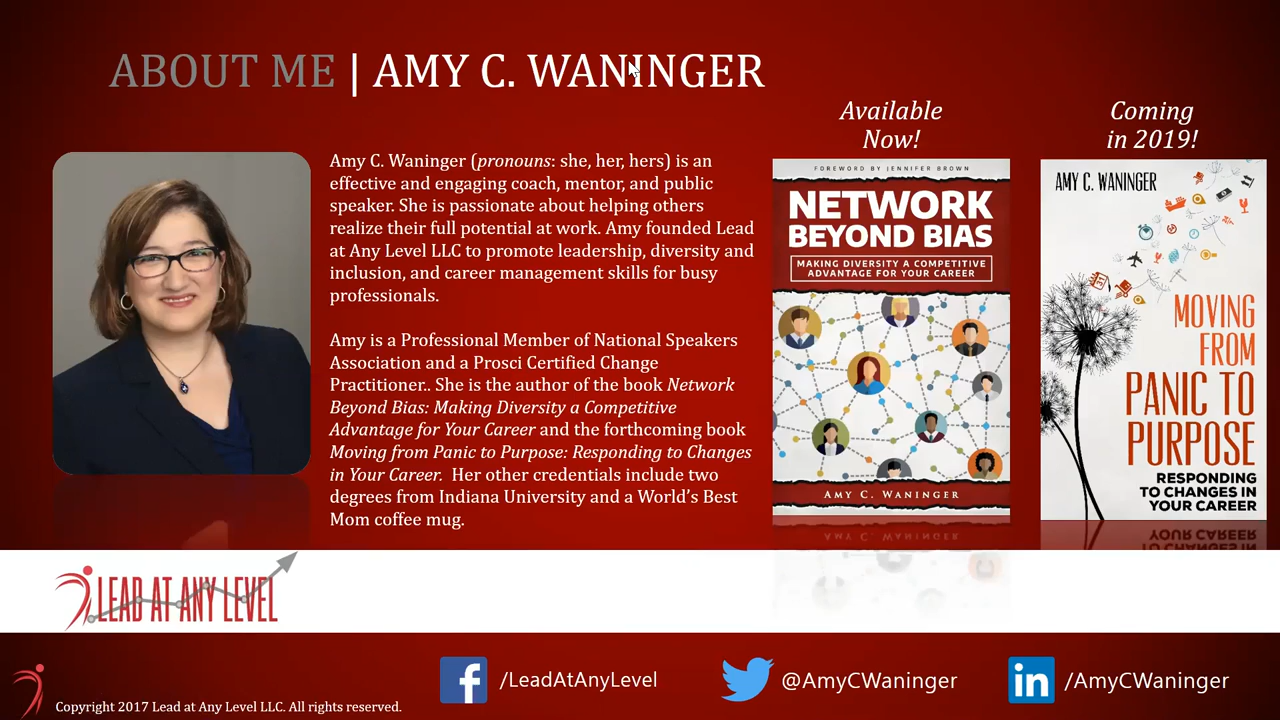 ABOUT ME | AMY C. WANINGER
Amy C. Waninger (pronouns: she, her, hers) is an
effective and engaging coach, mentor, and public
speaker. She is passionate about helping others
realize their full potential at work. Amy founded Lead
at Any Level LLC to promote leadership, diversity and
inclusion, and career management skills for busy
professionals.
Amy is a Professional Member of National Speakers
Association and a Prosci Certified Change
Practitioner.. She is the author of the book Network
Beyond Bias: Making Diversity a Competitive
Advantage for Your Career and the forthcoming book
Moving from Panic to Purpose: Responding to Changes
in Your Career. Her other credentials include two
degrees from Indiana University and a World's Best
Mom coffee mug.
Available
Now!
FOREWORD BY JENNIFER BROWN
NETWORK
BEYOND BIAS
MAKING DIVERSITY A COMPETITIVE
ADVANTAGE FOR YOUR CAREER
AMY C. WANINGER
Coming
in 2019!
AMY C. WANINGER
MOVING
FROM
PANIC TO
PURPOSE
RESPONDING
TO CHANGES IN
YOUR CAREER
LEAD AT ANY LEVEL
/LeadAtAnyLevel
@AmyCWaninger
/AmyCWaninger
Copyright 2017 Lead at Any Level LLC. All rights reserved.